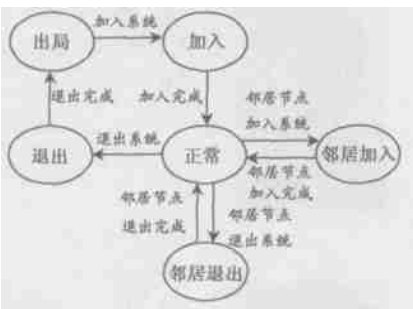 加入系统
出局
加入
退出完成
加入完成
邻居节点
加入系统
退出
退出系统
正常
邻居加入
邻居节点
加入完成
邻居节点
退出完成
邻居节点
退出系统
邻居退出